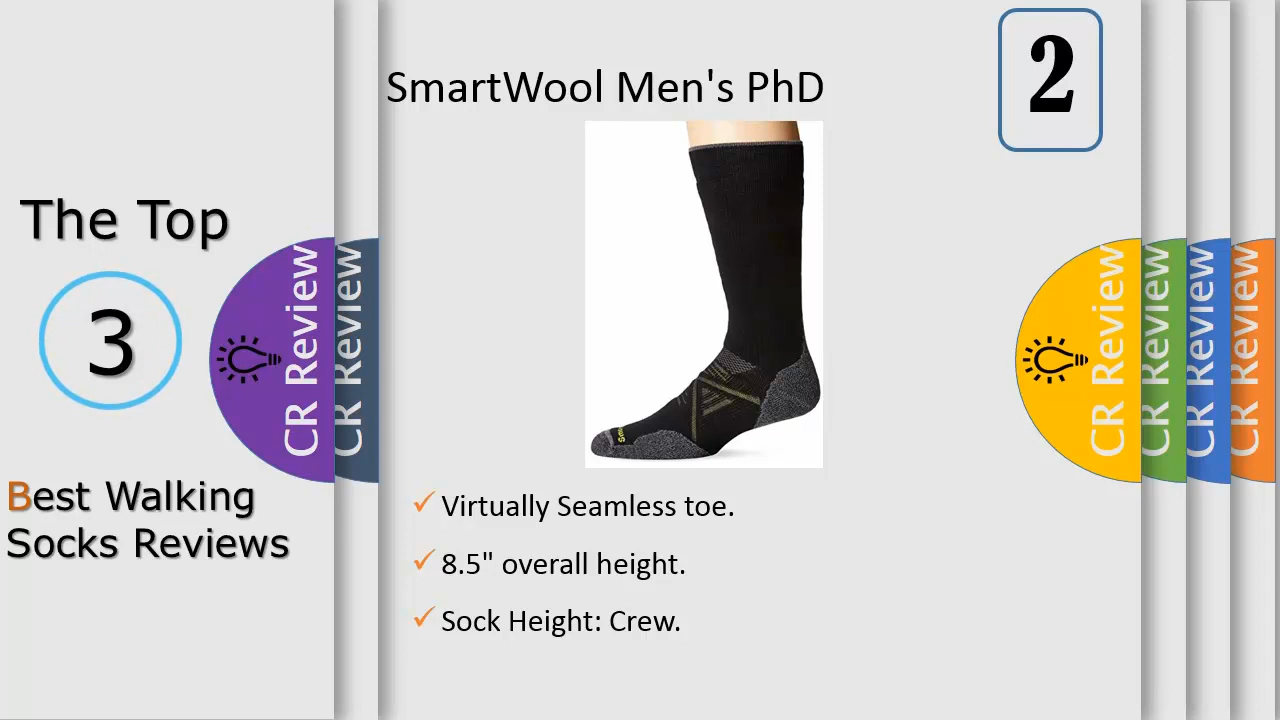 The Top
3
Best Walking
Socks Reviews
CR Review
CR Review
SmartWool Men's PhD
2
Virtually Seamless toe.
8.5" overall height.
Sock Height: Crew.
CR Review
CR Review
CR Review
CR Review